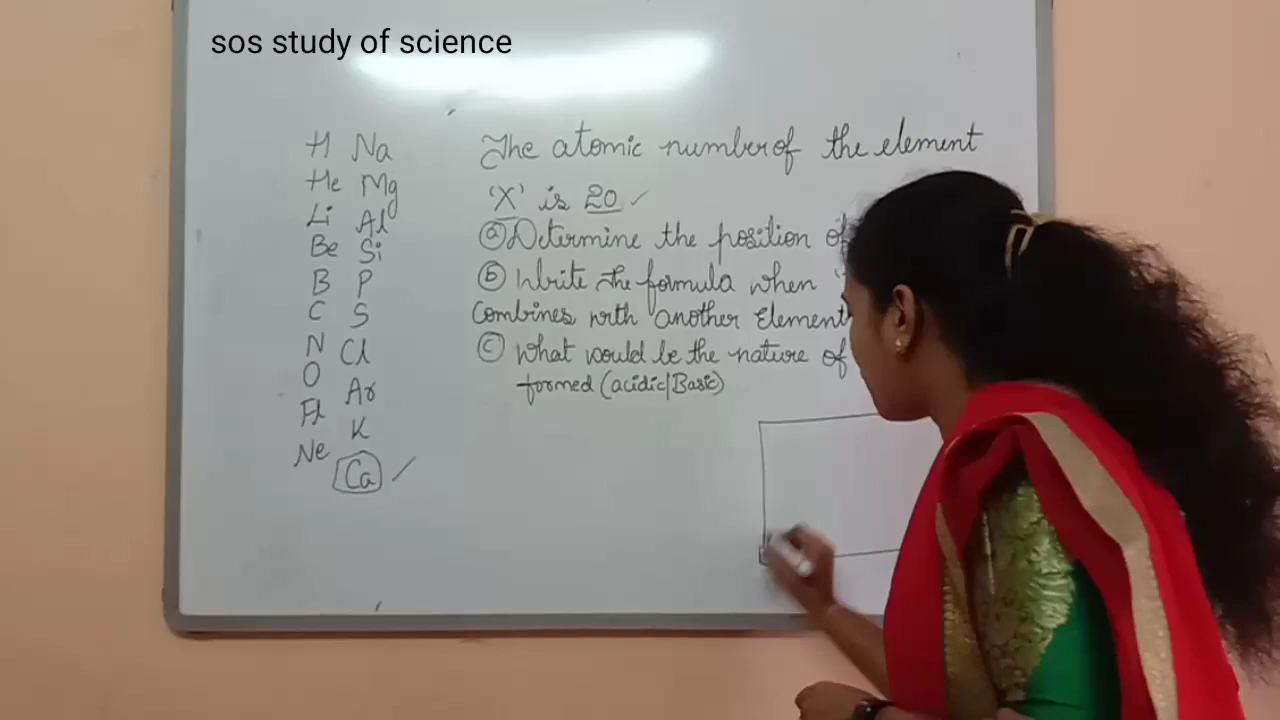 sos study of science
H Na
He Mg
Li Al
Be Si
B P
C S
N Cl
O Ar
Fl K
Ne Ca
The atomic number of the element
'X' is 20 ✓
(a) Determine the position of
(b) Write the formula when
Combines with another Element
(c) what would be the nature of
formed (acidic/Basic)